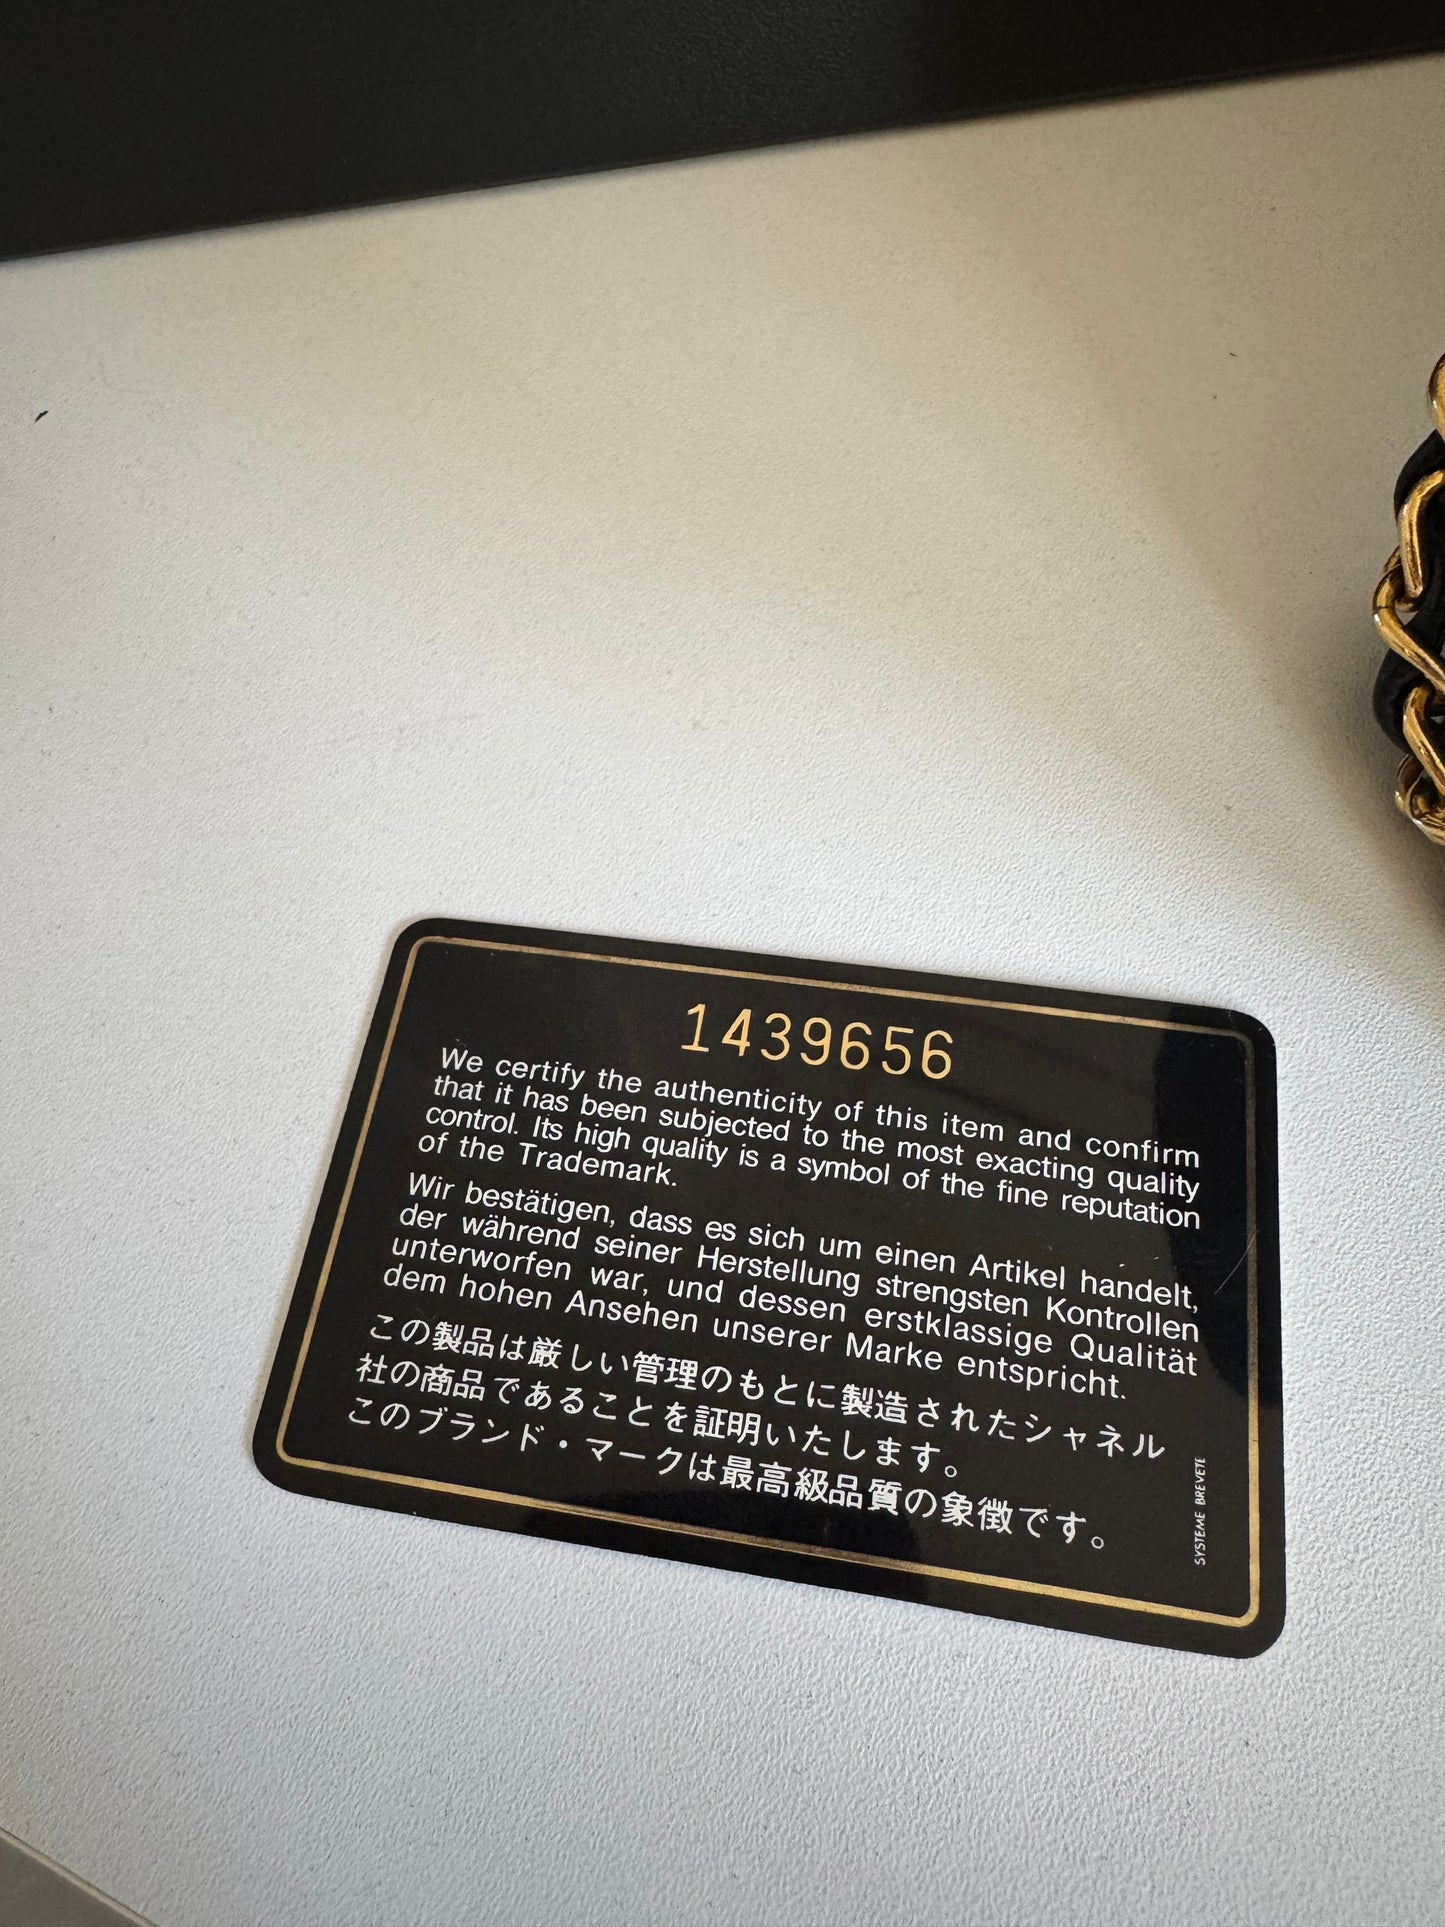 1439656
We certify the authenticity of this item and confirm
that it has been subjected to the most exacting quality
control. Its high quality is a symbol of the fine reputation
of the Trademark.
Wir bestätigen, dass es sich um einen Artikel handelt,
der während seiner Herstellung strengsten Kontrollen
unterworfen war, und dessen erstklassige Qualität
dem hohen Ansehen unserer Marke entspricht.
この製品は厳しい管理のもとに製造されたシャネル
社の商品であることを証明いたします。
このブランド・マークは最高級品質の象徴です。
SYSTEME BREVETE